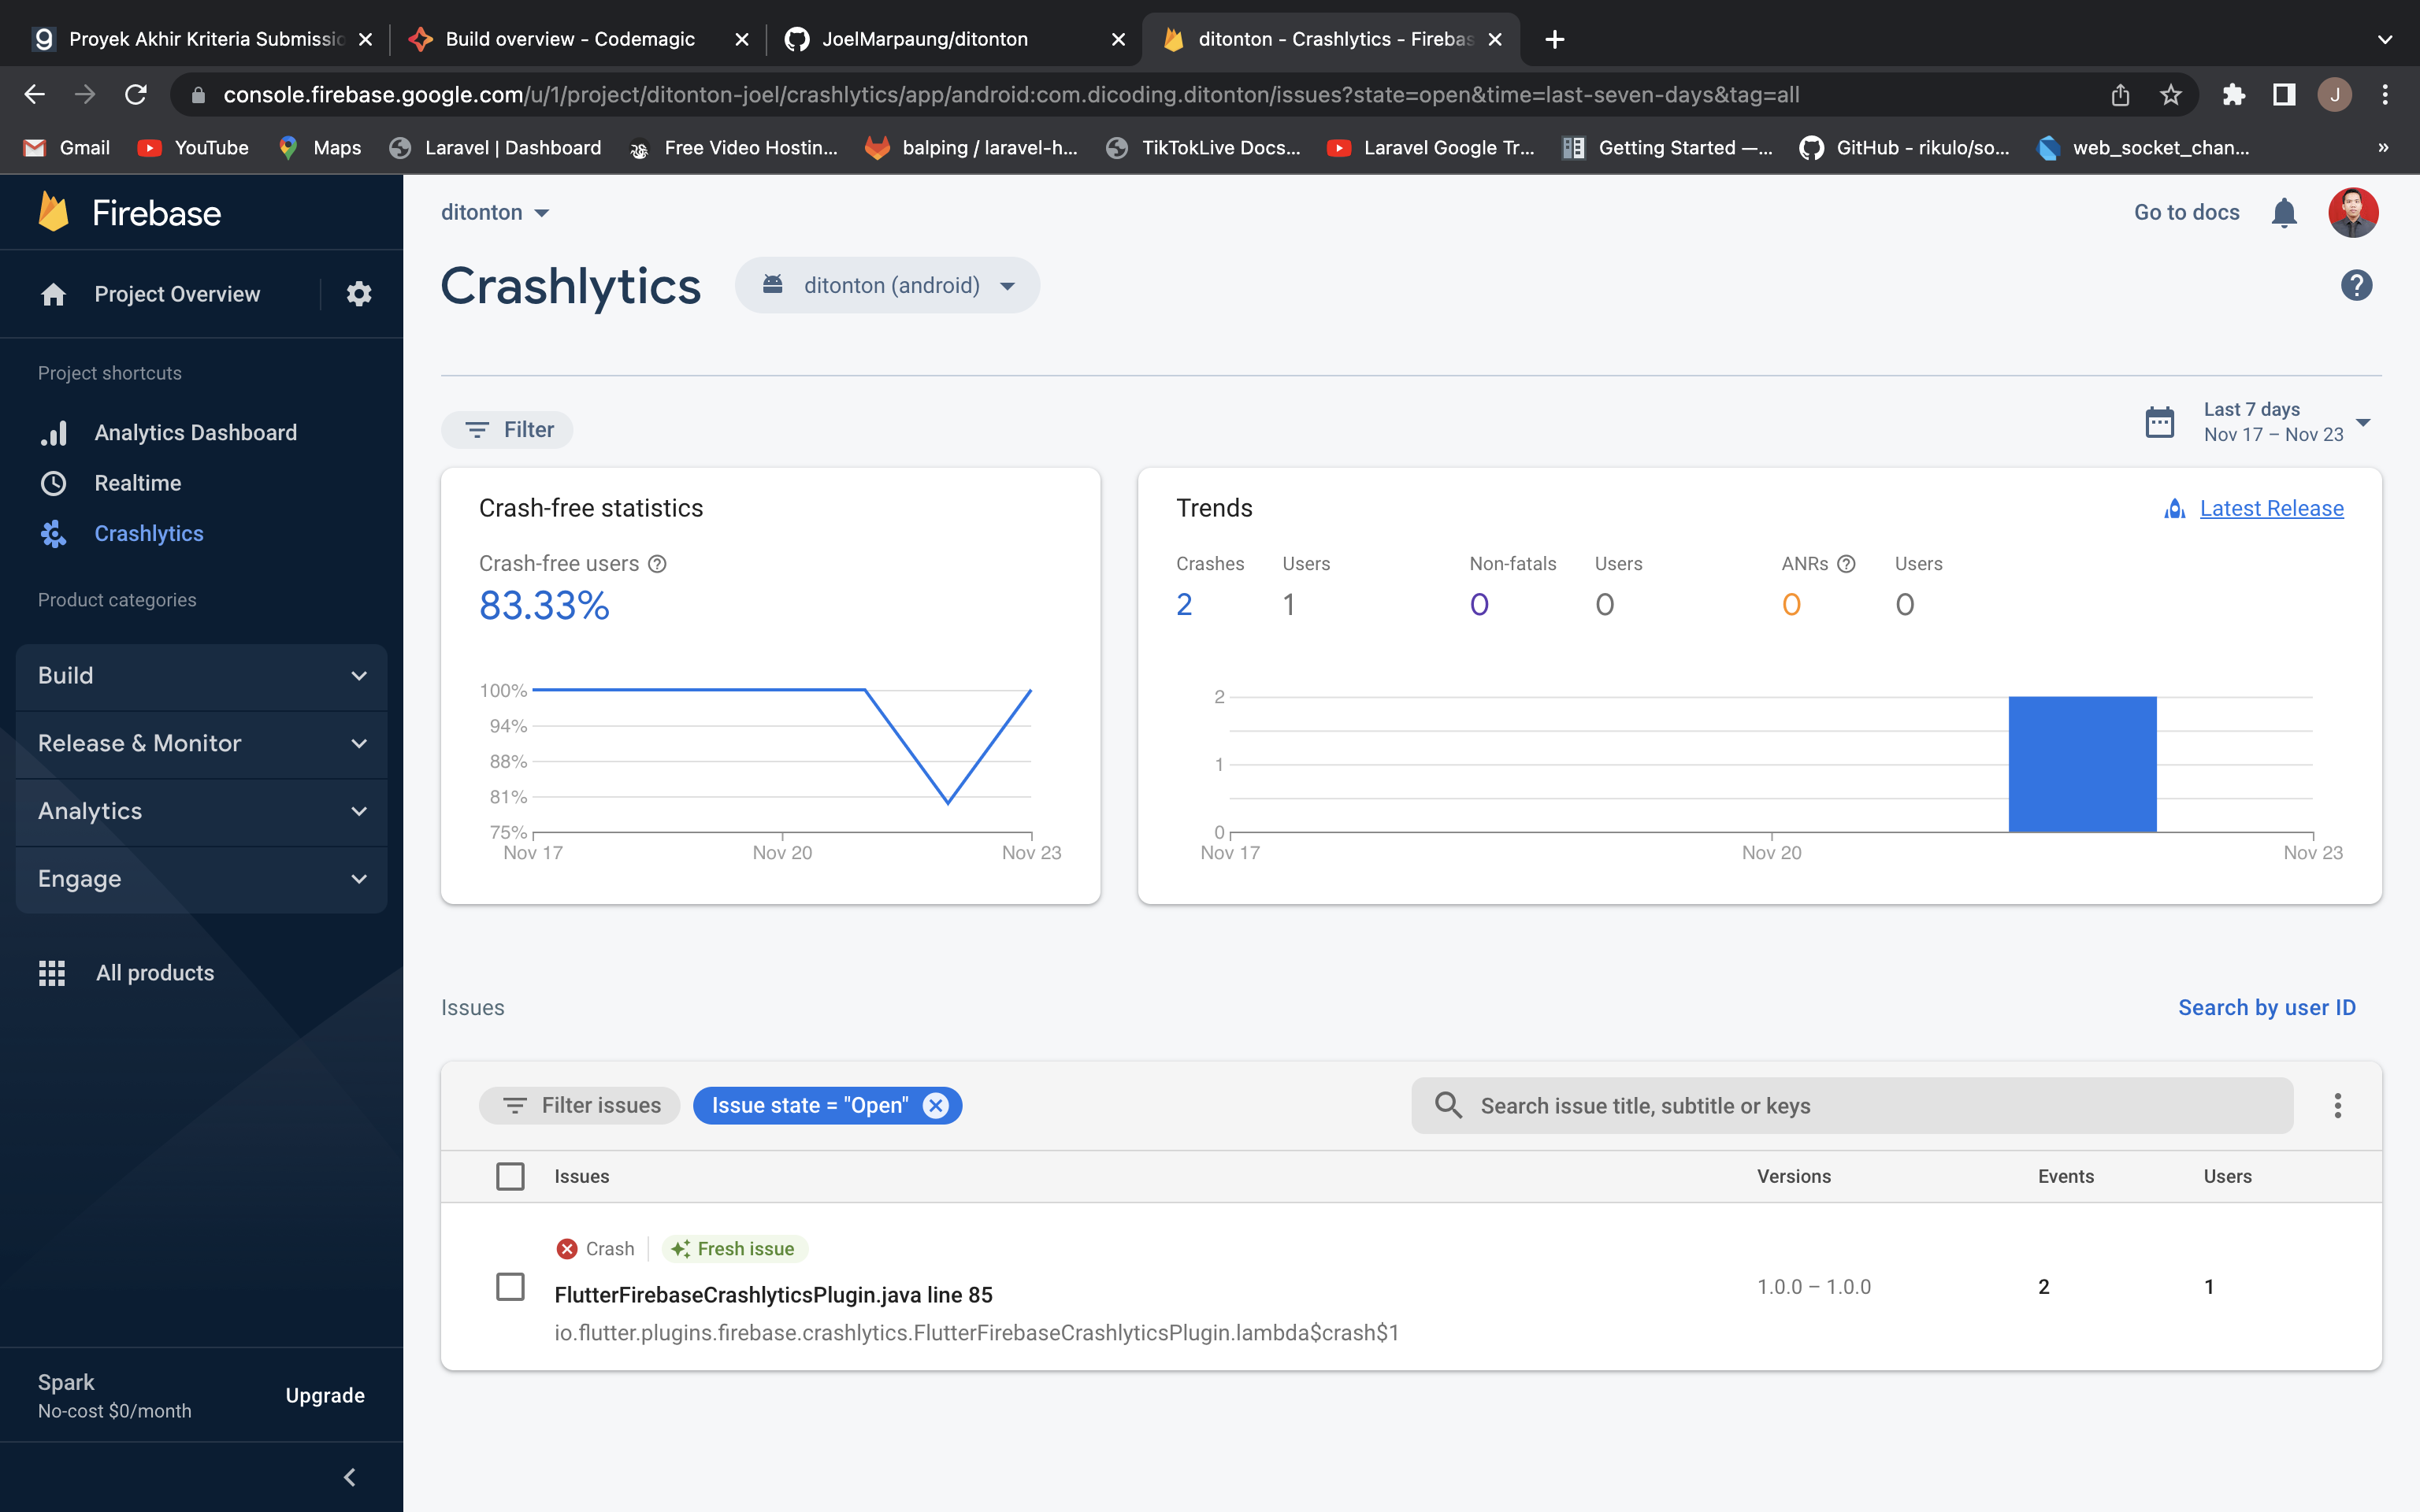 Proyek Akhir Kriteria Submissio
Build overview - Codemagic
JoelMarpaung/ditonton
ditonton - Crashlytics - Firebas
console.firebase.google.com/u/1/project/ditonton-joel/crashlytics/app/android:com.dicoding.ditonton/issues?state=open&time=last-seven-days&tag=all
J
Gmail
YouTube
Maps
Laravel | Dashboard
Free Video Hostin...
balping / laravel-h...
TikTokLive Docs...
Laravel Google Tr...
Getting Started —...
GitHub - rikulo/so...
web_socket_chan...
»
Firebase
Project Overview
Project shortcuts
Analytics Dashboard
Realtime
Crashlytics
Product categories
Build
Release & Monitor
Analytics
Engage
All products
Spark
No-cost $0/month
Upgrade
ditonton
Go to docs
Crashlytics
ditonton (android)
Filter
Last 7 days
Nov 17 – Nov 23
Crash-free statistics
Crash-free users
83.33%
100%
94%
88%
81%
75%
Nov 17 Nov 20 Nov 23
Trends
Latest Release
Crashes Users Non-fatals Users ANRs Users
2 1 0 0 0 0
2
1
0
Nov 17 Nov 20 Nov 23
Issues
Search by user ID
Filter issues
Issue state = "Open"
Search issue title, subtitle or keys
Issues Versions Events Users
Crash
Fresh issue
FlutterFirebaseCrashlyticsPlugin.java line 85
io.flutter.plugins.firebase.crashlytics.FlutterFirebaseCrashlyticsPlugin.lambda$crash$1
1.0.0 – 1.0.0
2
1